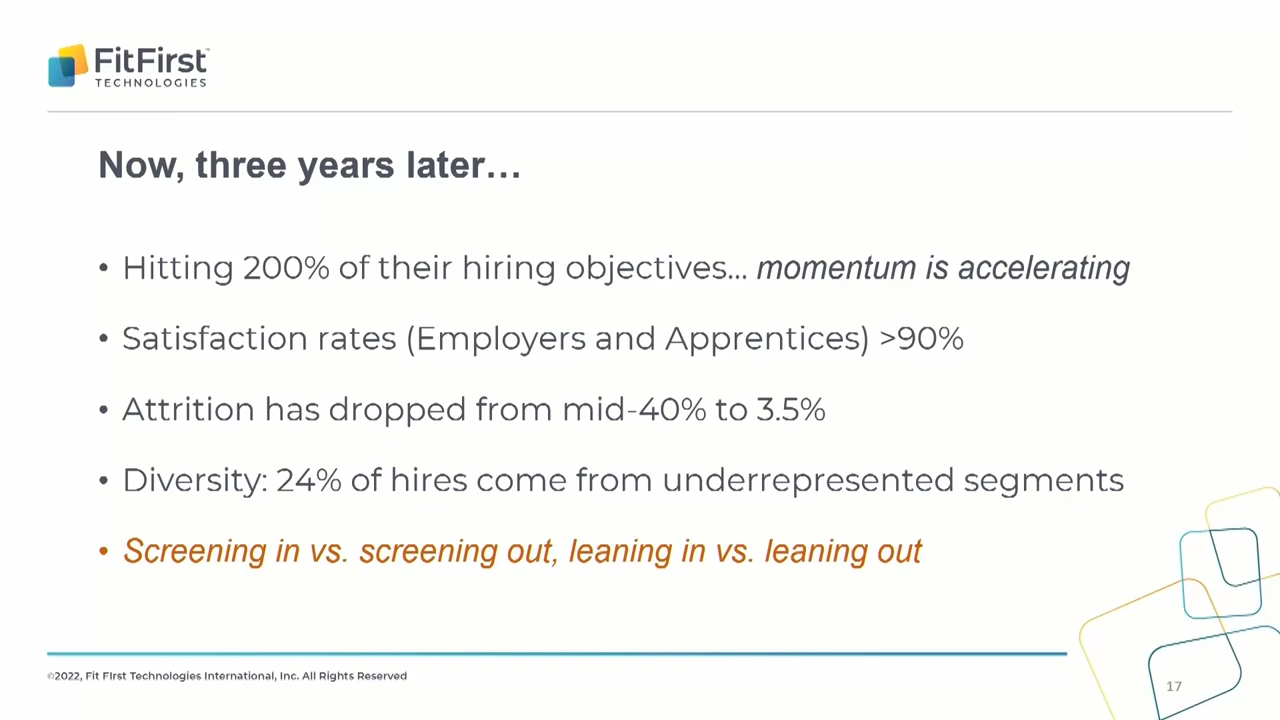 FitFirst™
TECHNOLOGIES
Now, three years later…
• Hitting 200% of their hiring objectives… momentum is accelerating
• Satisfaction rates (Employers and Apprentices) >90%
• Attrition has dropped from mid-40% to 3.5%
• Diversity: 24% of hires come from underrepresented segments
• Screening in vs. screening out, leaning in vs. leaning out
©2022, Fit FIrst Technologies International, Inc. All Rights Reserved
17